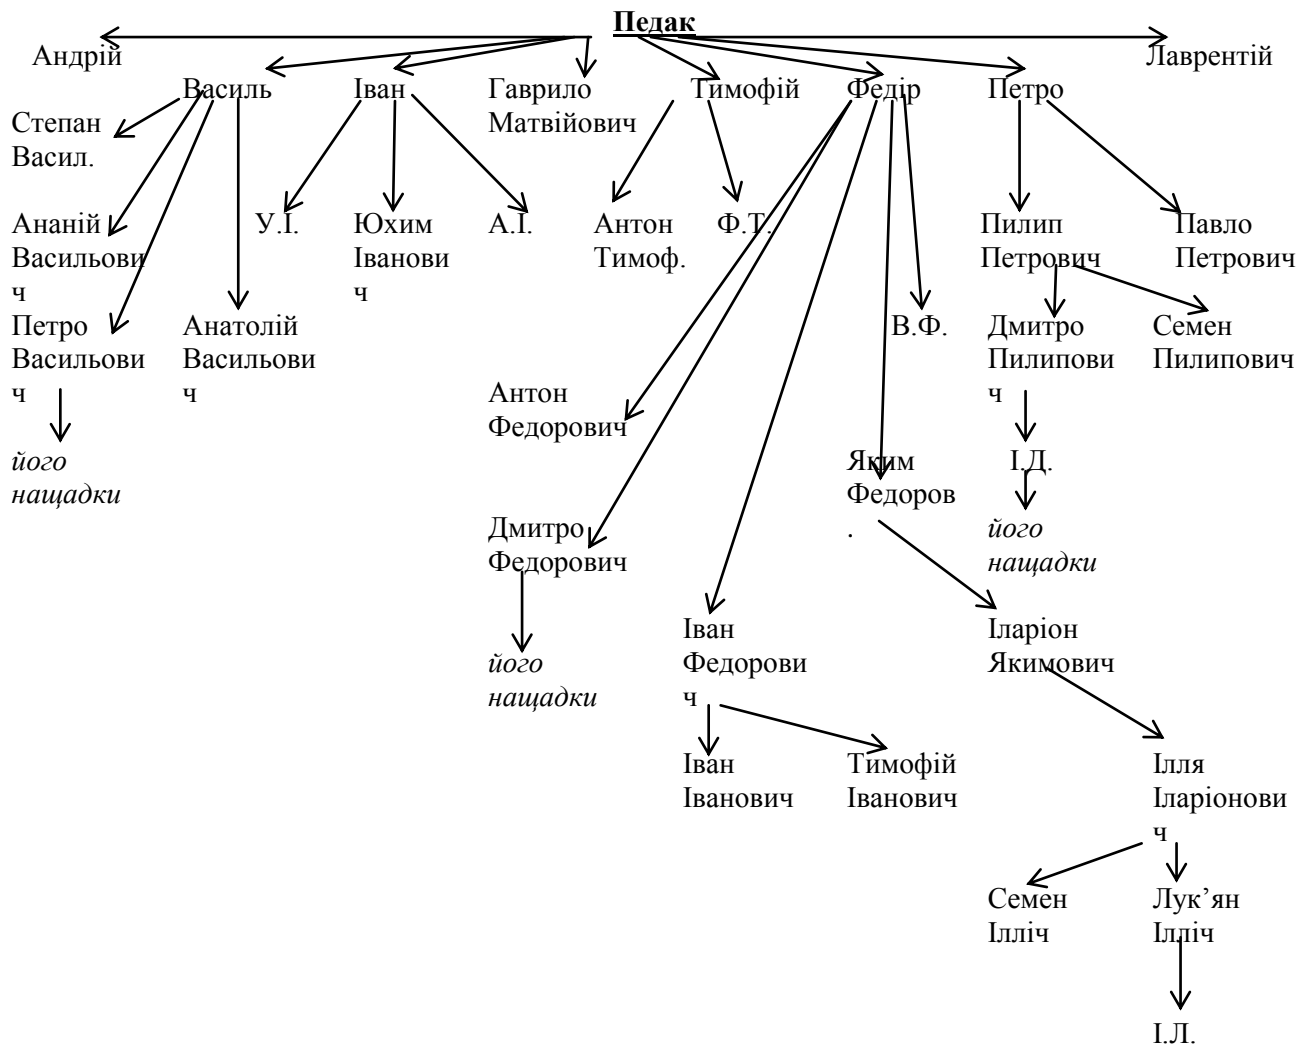 Педак
Андрій
Лаврентій
Василь
Іван
Гаврило
Матвійович
Тимофій
Федір
Петро
Степан
Васил.
Ананій
Васильови
ч
У.І.
Юхим
Іванови
ч
А.І.
Антон
Тимоф.
Ф.Т.
Пилип
Петрович
Павло
Петрович
Петро
Васильови
ч
Анатолій
Васильови
ч
В.Ф.
Дмитро
Пилипови
ч
Семен
Пилипович
Антон
Федорович
його
нащадки
Яким
Федоров
.
І.Д.
Дмитро
Федорович
його
нащадки
Іван
Федорови
ч
Іларіон
Якимович
його
нащадки
Іван
Іванович
Тимофій
Іванович
Ілля
Іларіонови
ч
Семен
Ілліч
Лук’ян
Ілліч
І.Л.